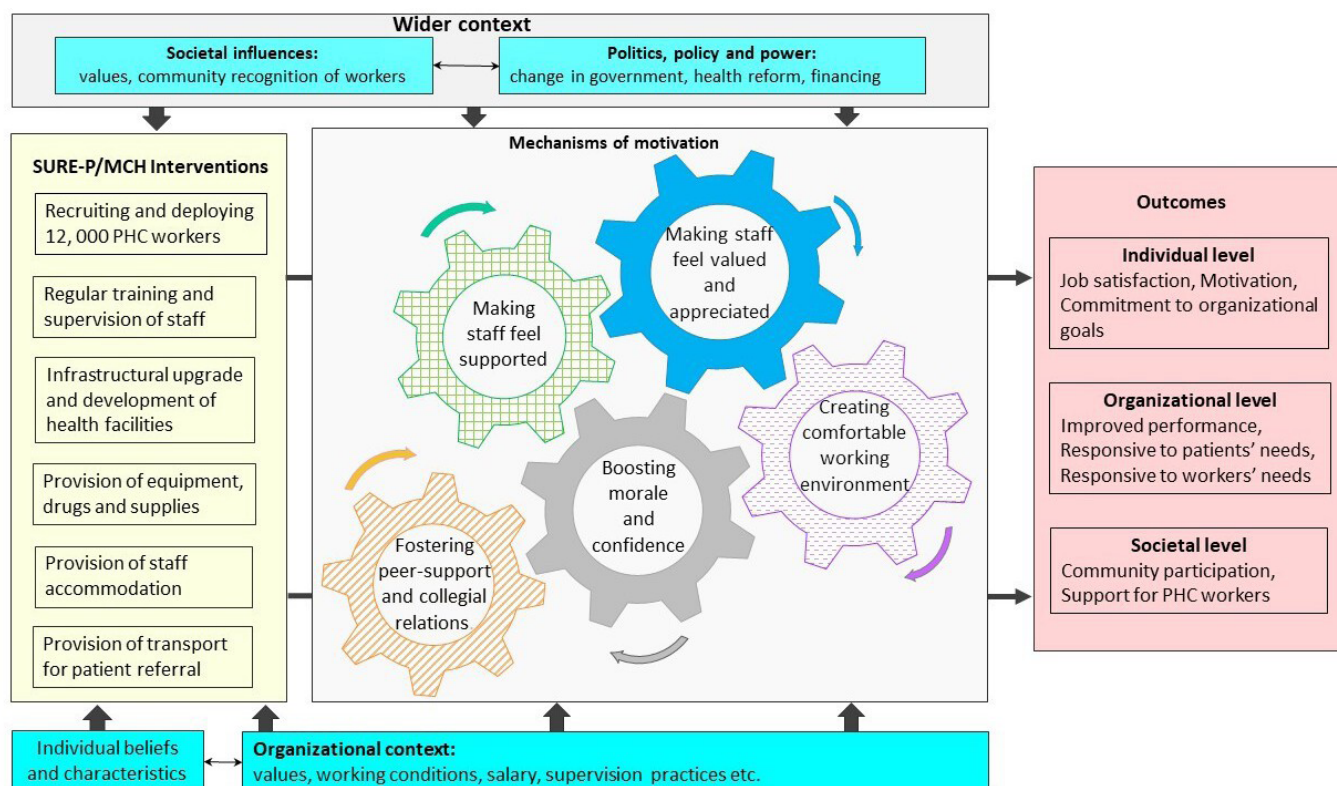 Wider context
Societal influences:
values, community recognition of workers
Politics, policy and power:
change in government, health reform, financing
SURE-P/MCH Interventions
Recruiting and deploying
12, 000 PHC workers
Regular training and
supervision of staff
Infrastructural upgrade
and development of
health facilities
Provision of equipment,
drugs and supplies
Provision of staff
accommodation
Provision of transport
for patient referral
Mechanisms of motivation
Making
staff feel
supported
Making staff
feel valued
and
appreciated
Creating
comfortable
working
environment
Boosting
morale
and
confidence
Fostering
peer-support
and collegial
relations
Outcomes
Individual level
Job satisfaction, Motivation,
Commitment to organizational
goals
Organizational level
Improved performance,
Responsive to patients’ needs,
Responsive to workers’ needs
Societal level
Community participation,
Support for PHC workers
Individual beliefs
and characteristics
Organizational context:
values, working conditions, salary, supervision practices etc.